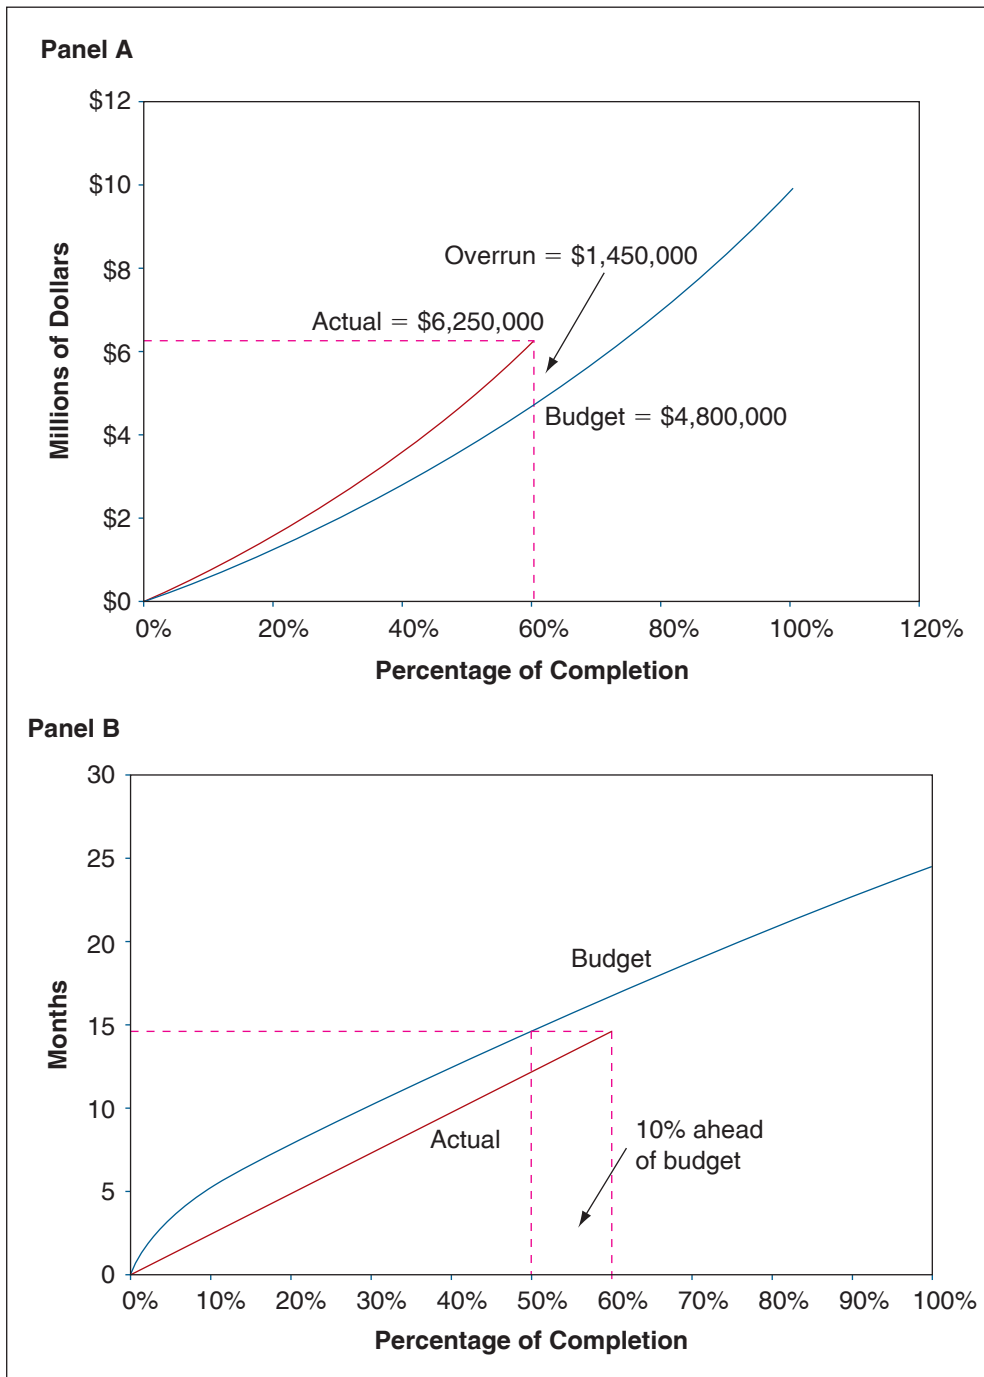 Panel A
$12
$10
$8
$6
$4
$2
$0
Millions of Dollars
Overrun = $1,450,000
Actual = $6,250,000
Budget = $4,800,000
0% 20% 40% 60% 80% 100% 120%
Percentage of Completion
Panel B
30
25
20
15
10
5
0
Months
Budget
Actual
10% ahead
of budget
0% 10% 20% 30% 40% 50% 60% 70% 80% 90% 100%
Percentage of Completion